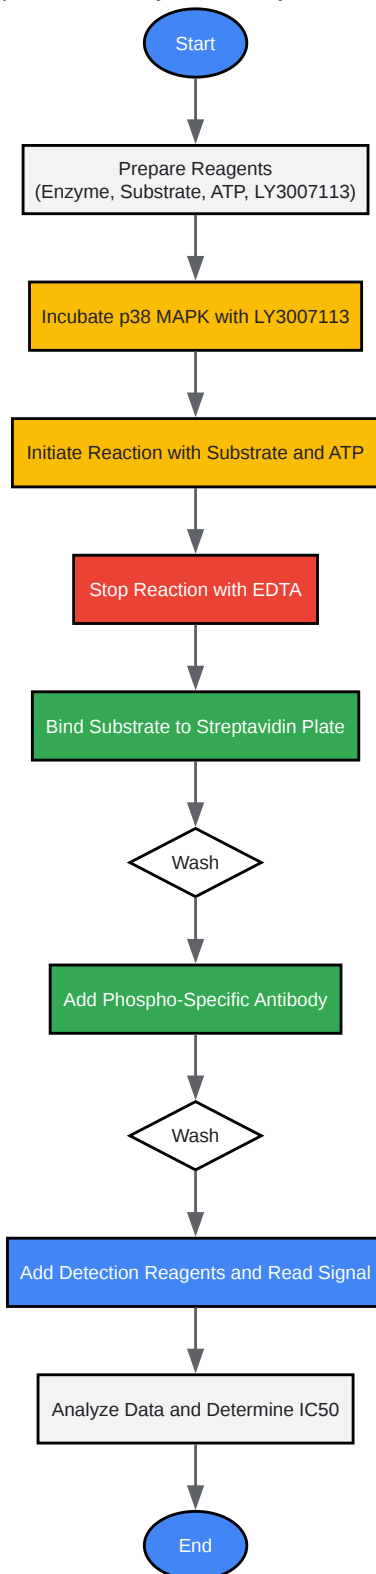 Start
Prepare Reagents
(Enzyme, Substrate, ATP, LY3007113)
Incubate p38 MAPK with LY3007113
Initiate Reaction with Substrate and ATP
Stop Reaction with EDTA
Bind Substrate to Streptavidin Plate
Wash
Add Phospho-Specific Antibody
Wash
Add Detection Reagents and Read Signal
Analyze Data and Determine IC50
End